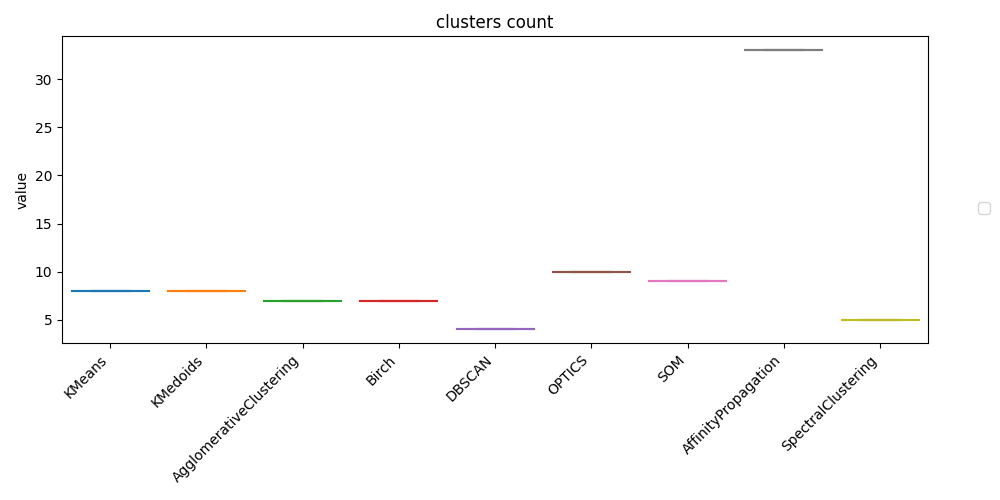 clusters count
value
30
25
20
15
10
5
KMeans
KMedoids
AgglomerativeClustering
Birch
DBSCAN
OPTICS
SOM
AffinityPropagation
SpectralClustering